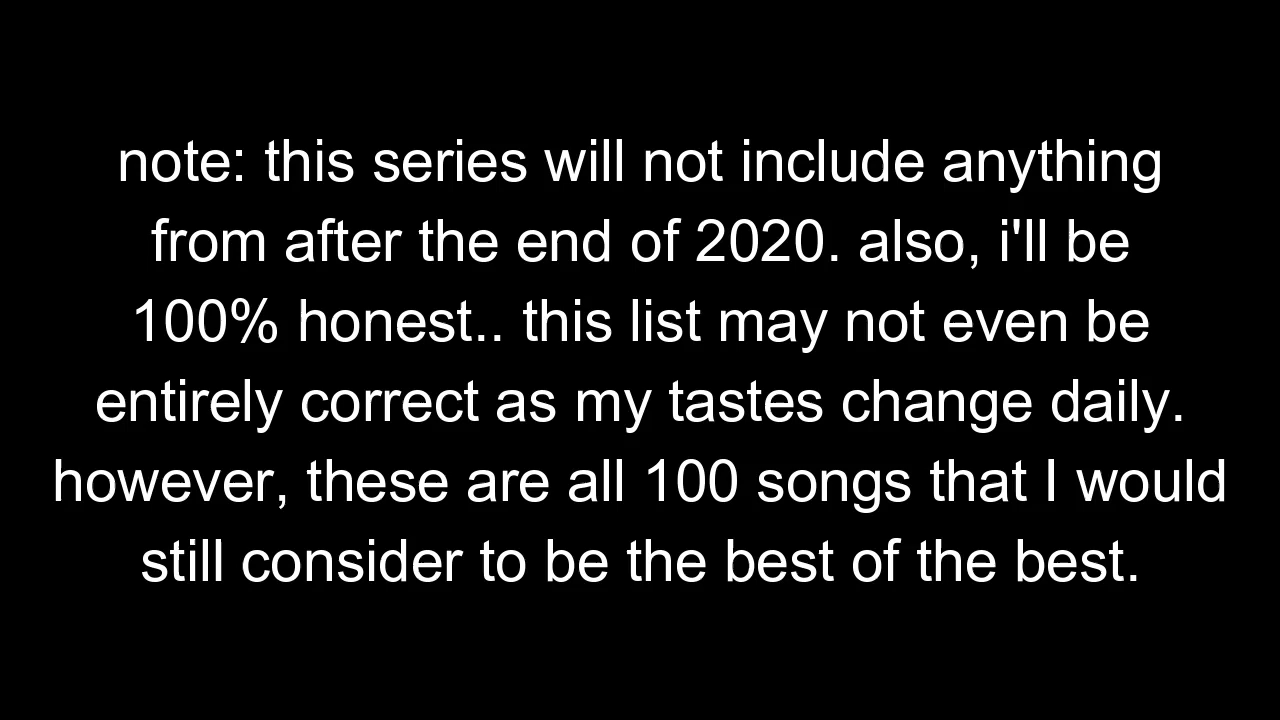 note: this series will not include anything
from after the end of 2020. also, i'll be
100% honest.. this list may not even be
entirely correct as my tastes change daily.
however, these are all 100 songs that I would
still consider to be the best of the best.